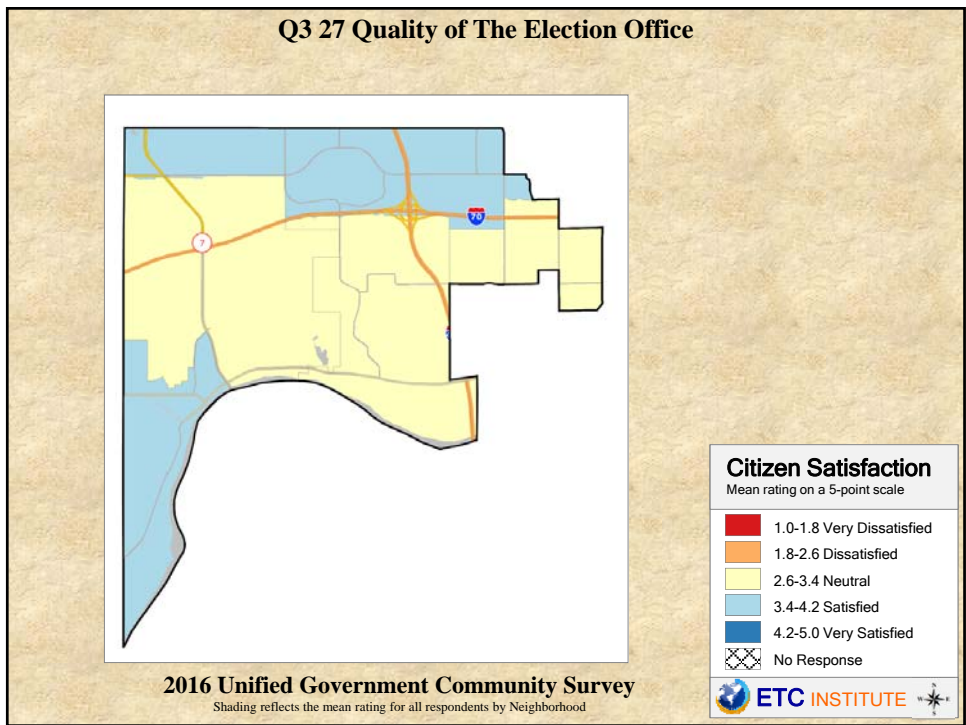 Q3 27 Quality of The Election Office
70
7
Citizen Satisfaction
Mean rating on a 5-point scale
1.0-1.8 Very Dissatisfied
1.8-2.6 Dissatisfied
2.6-3.4 Neutral
3.4-4.2 Satisfied
4.2-5.0 Very Satisfied
No Response
2016 Unified Government Community Survey
Shading reflects the mean rating for all respondents by Neighborhood
ETC INSTITUTE
N
W E
S